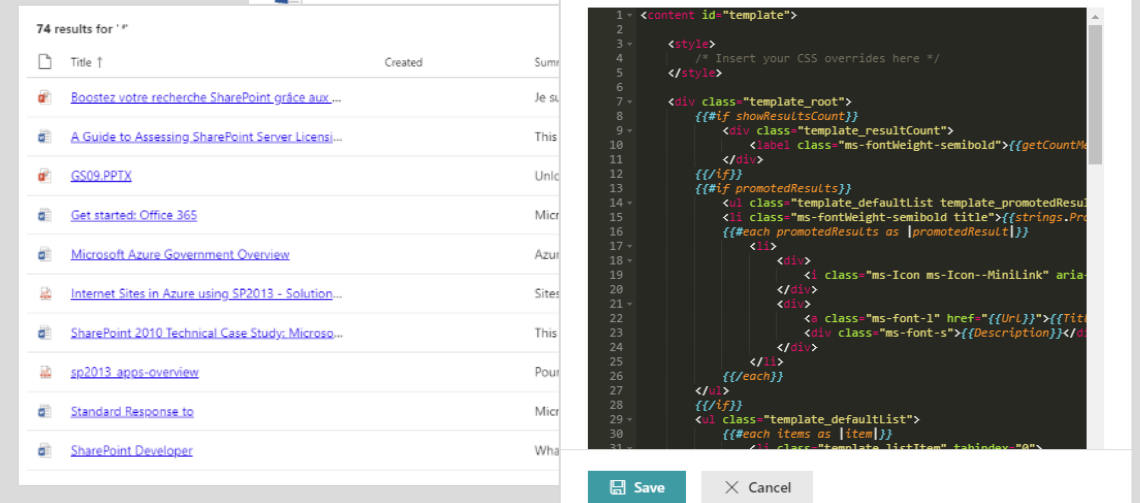 74 results for '*'
Title ↑ Created Summ
Boostez votre recherche SharePoint grâce aux ... Je su
A Guide to Assessing SharePoint Server Licensi... This
GS09.PPTX Unlo
Get started: Office 365 Micr
Microsoft Azure Government Overview Azur
Internet Sites in Azure using SP2013 - Solution... Sites
SharePoint 2010 Technical Case Study: Microso... This
sp2013_apps-overview Pour
Standard Response to Micr
SharePoint Developer Wha
1 <content id="template">
2
3 <style>
4 /* Insert your CSS overrides here */
5 </style>
6
7 <div class="template_root">
8 {{#if showResultsCount}}
9 <div class="template_resultCount">
10 <label class="ms-fontWeight-semibold">{{getCountMe
11 </div>
12 {{/if}}
13 {{#if promotedResults}}
14 <ul class="template_defaultList template_promotedResul
15 <li class="ms-fontWeight-semibold title">{{strings.Pro
16 {{#each promotedResults as |promotedResult|}}
17 <li>
18 <div>
19 <i class="ms-Icon ms-Icon--MiniLink" aria-
20 </div>
21 <div>
22 <a class="ms-font-l" href="{{Url}}">{{Titl
23 <div class="ms-font-s">{{Description}}</di
24 </div>
25 </li>
26 {{/each}}
27 </ul>
28 {{/if}}
29 <ul class="template_defaultList">
30 {{#each items as |item|}}
31 <li class="template_listItem" tabindex="0">
Save Cancel